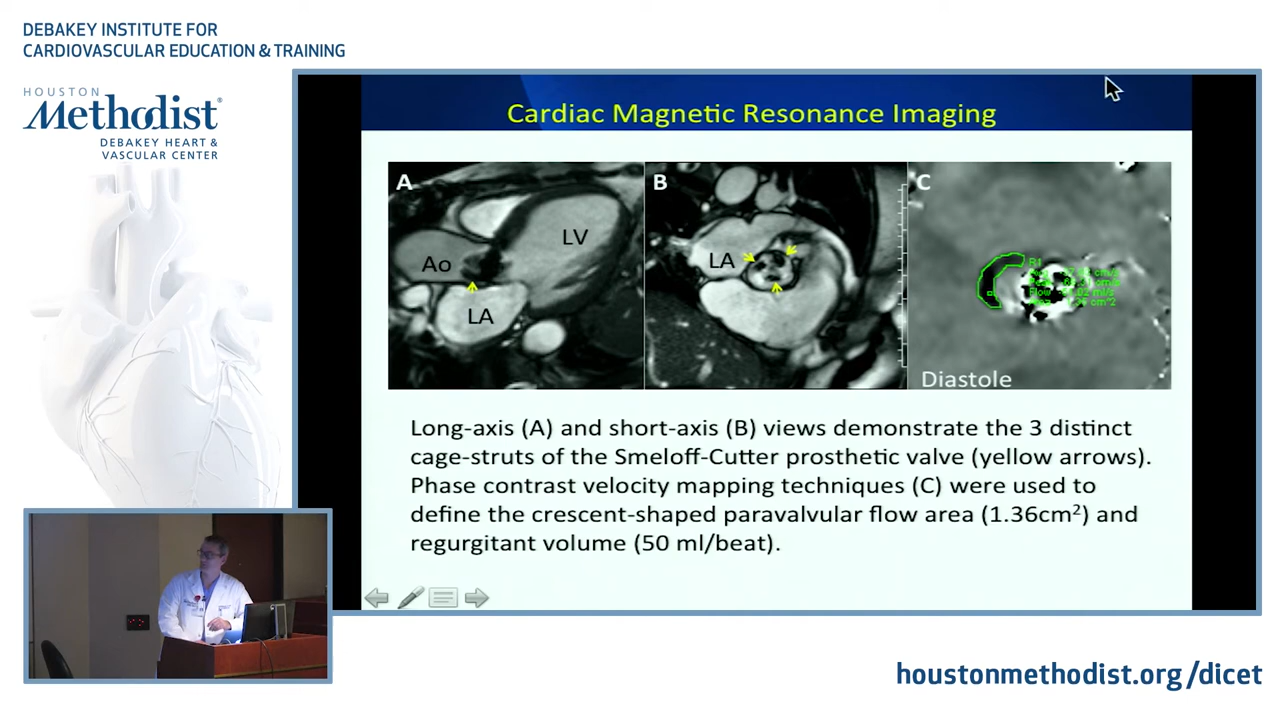 DEBAKEY INSTITUTE FOR
CARDIOVASCULAR EDUCATION & TRAINING
HOUSTON
Methodist®
DEBAKEY HEART &
VASCULAR CENTER
Cardiac Magnetic Resonance Imaging
A
Ao
LV
LA
B
LA
C
R1
Diastole
Long-axis (A) and short-axis (B) views demonstrate the 3 distinct
cage-struts of the Smeloff-Cutter prosthetic valve (yellow arrows).
Phase contrast velocity mapping techniques (C) were used to
define the crescent-shaped paravalvular flow area (1.36cm²) and
regurgitant volume (50 ml/beat).
houstonmethodist.org/dicet